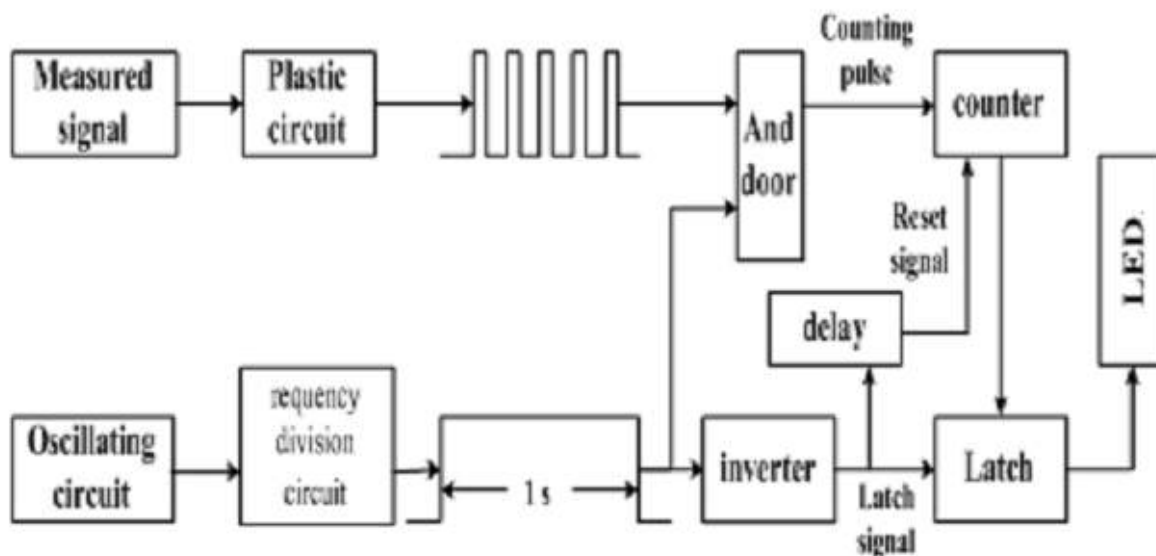 Measured
signal
Plastic
circuit
Counting
pulse
And
door
counter
Reset
signal
LED
delay
Oscillating
circuit
requency
division
circuit
1 s
inverter
Latch
signal
Latch